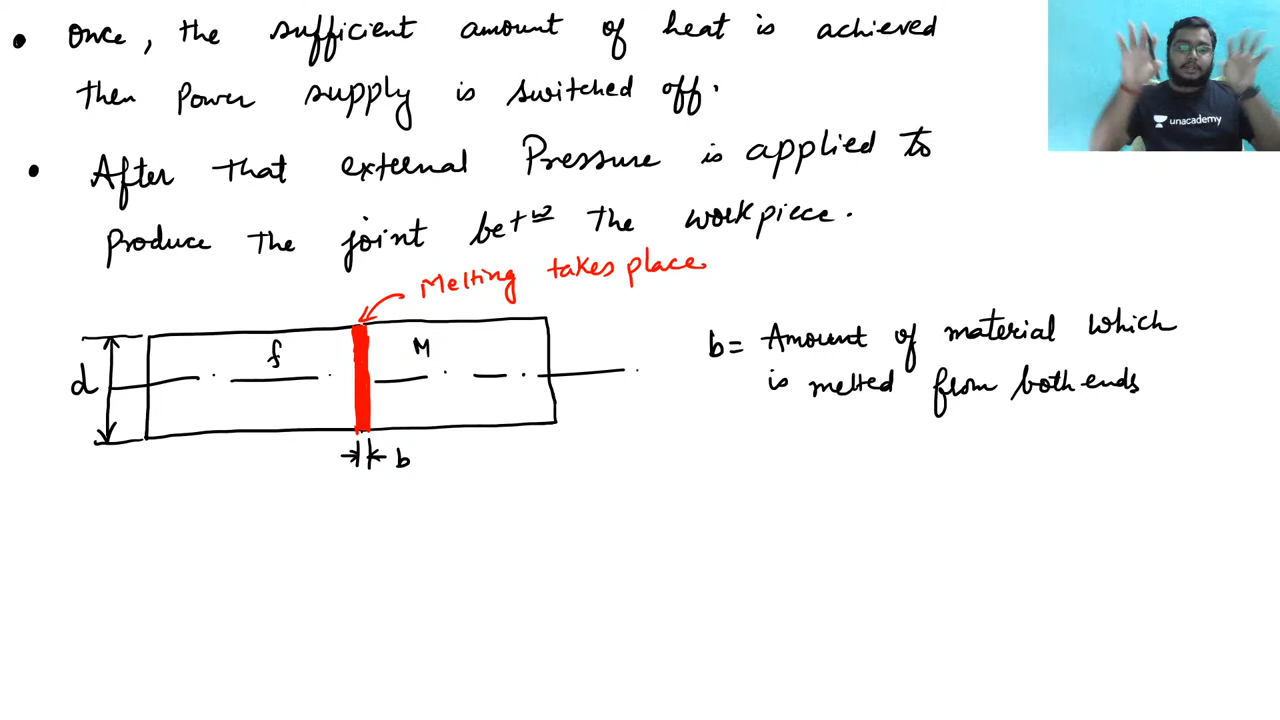 • Once, the sufficient amount of heat is achieved
then Power supply is switched off.
• After that external Pressure is applied to
produce the joint betw the workpiece.
Melting takes place
f M
d
b
b = Amount of material which
is melted from both ends
unacademy